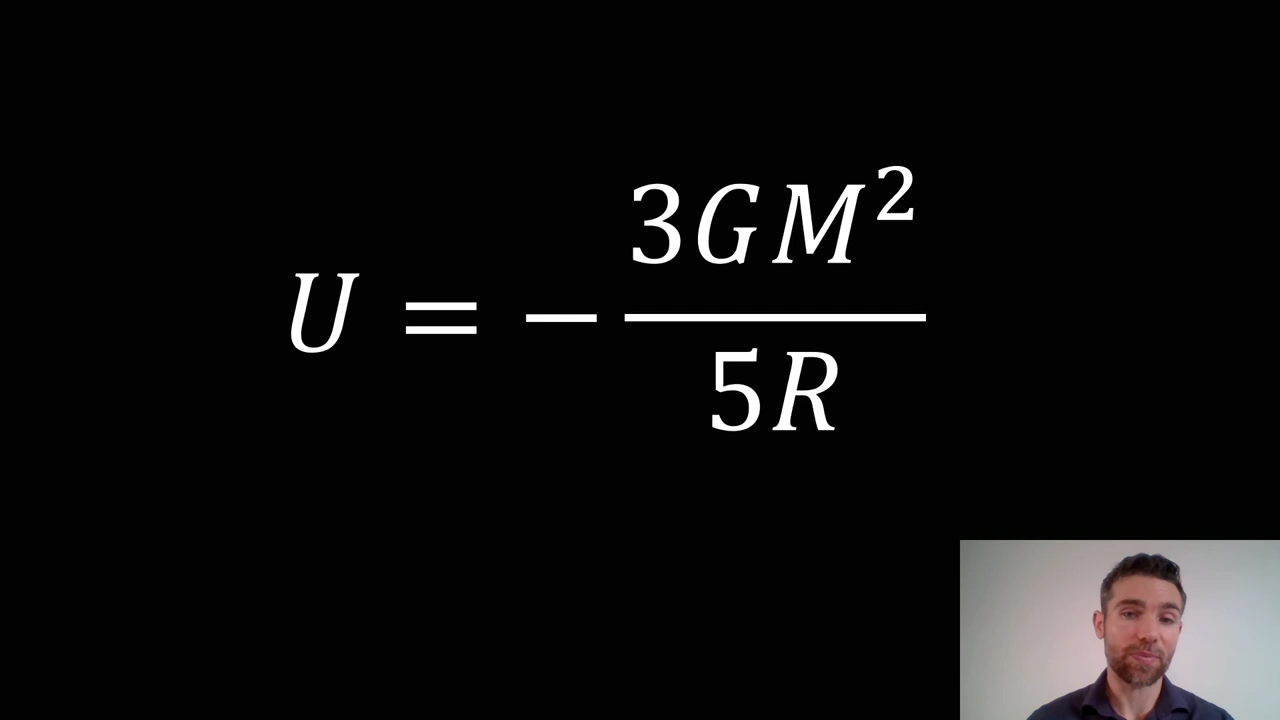 U = − 3GM² / 5R